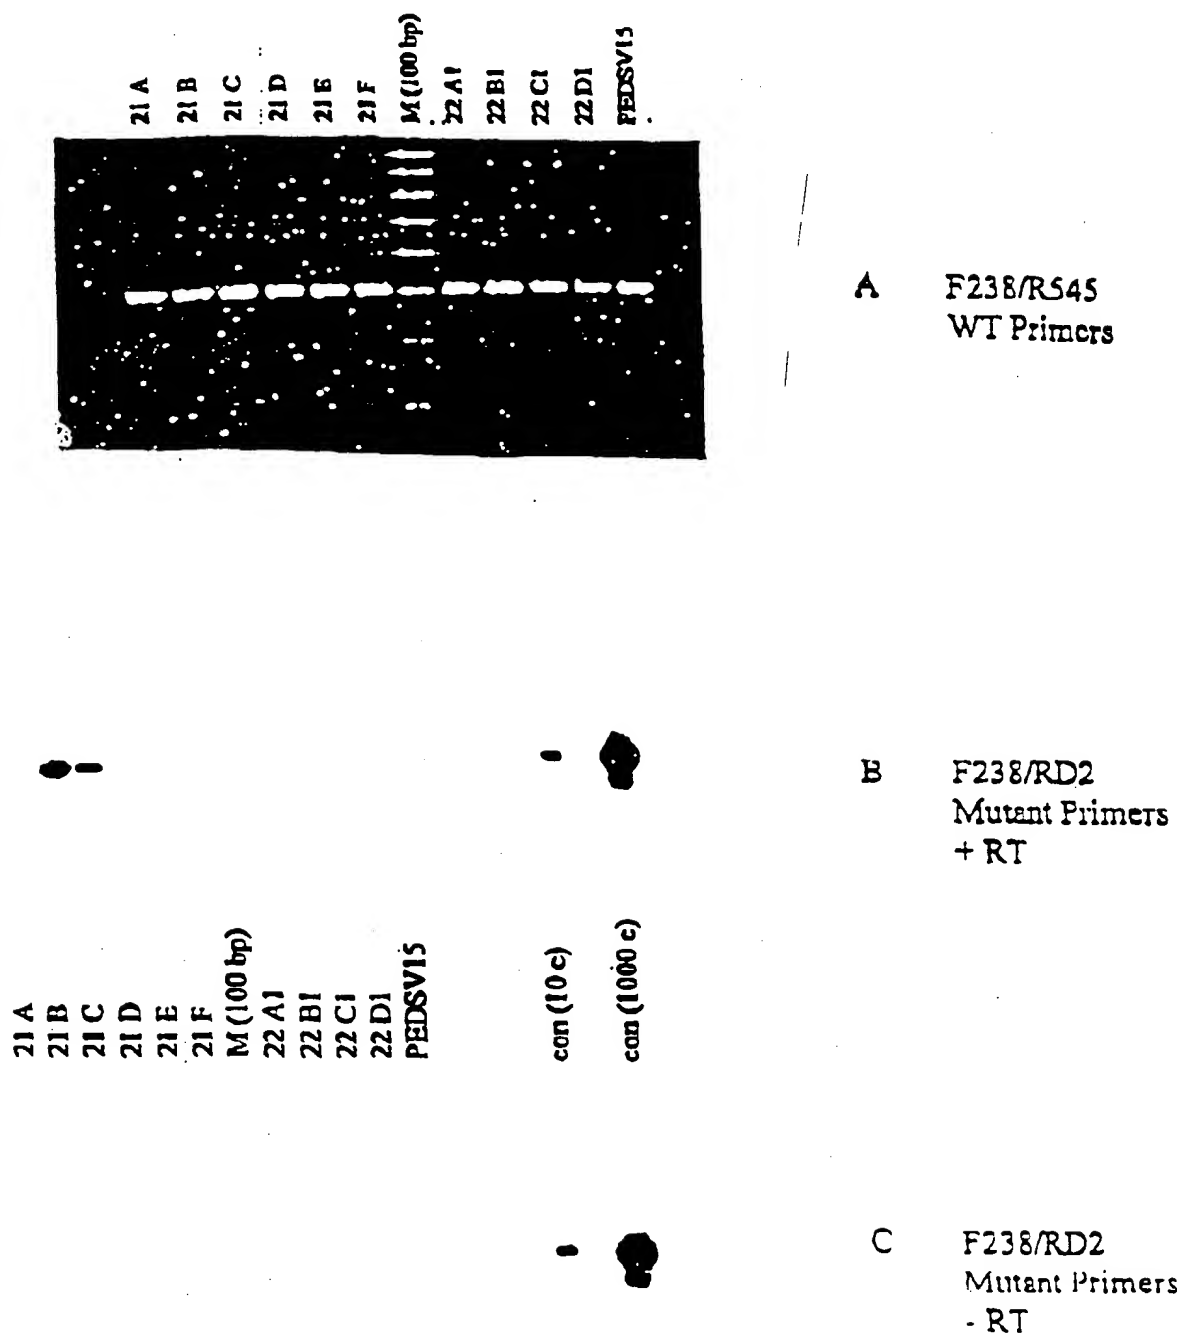 21 A
21 B
21 C
21 D
21 E
21 F
M (100 bp)
22 A1
22 B1
22 C1
22 D1
PEDSV15
A F238/R545
WT Primers
B F238/RD2
Mutant Primers
+ RT
21 A
21 B
21 C
21 D
21 E
21 F
M (100 bp)
22 A1
22 B1
22 C1
22 D1
PEDSV15
con (10 c)
con (1000 c)
C F238/RD2
Mutant Primers
- RT